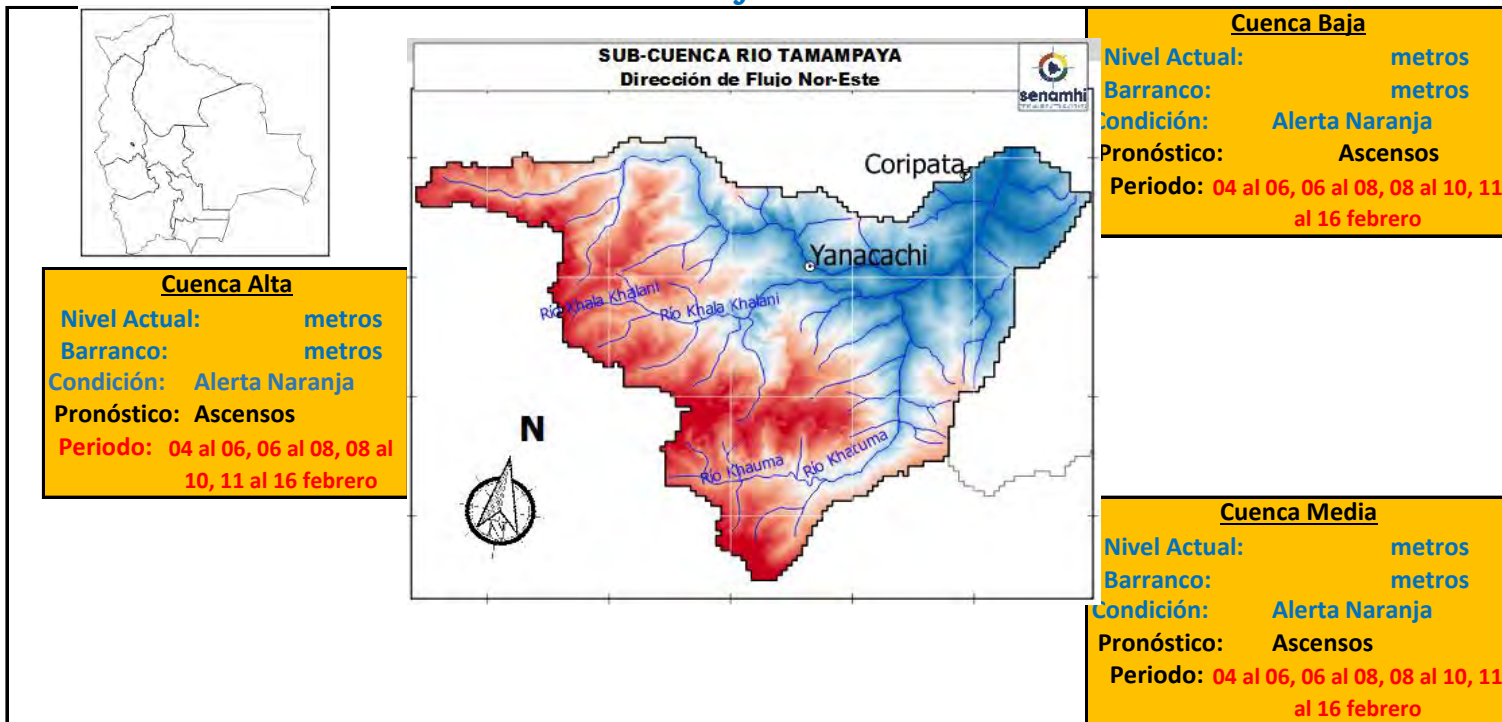 SUB-CUENCA RIO TAMAMPAYA
Dirección de Flujo Nor-Este
senamhi
Cuenca Baja
Nivel Actual: metros
Barranco: metros
Condición: Alerta Naranja
Pronóstico: Ascensos
Periodo: 04 al 06, 06 al 08, 08 al 10, 11
al 16 febrero
Coripata
Yanacachi
Río Khala Khalani
Río Khala Khalani
Río Khauma
Río Khatuma
N
Cuenca Alta
Nivel Actual: metros
Barranco: metros
Condición: Alerta Naranja
Pronóstico: Ascensos
Periodo: 04 al 06, 06 al 08, 08 al
10, 11 al 16 febrero
Cuenca Media
Nivel Actual: metros
Barranco: metros
Condición: Alerta Naranja
Pronóstico: Ascensos
Periodo: 04 al 06, 06 al 08, 08 al 10, 11
al 16 febrero